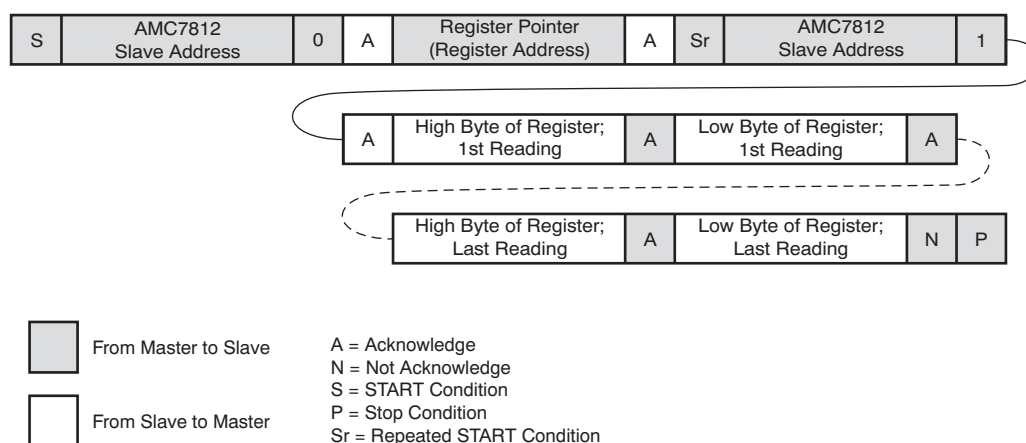 S
AMC7812
Slave Address
0
A
Register Pointer
(Register Address)
A
Sr
AMC7812
Slave Address
1
A
High Byte of Register;
1st Reading
A
Low Byte of Register;
1st Reading
A
High Byte of Register;
Last Reading
A
Low Byte of Register;
Last Reading
N
P
From Master to Slave
From Slave to Master
A = Acknowledge
N = Not Acknowledge
S = START Condition
P = Stop Condition
Sr = Repeated START Condition